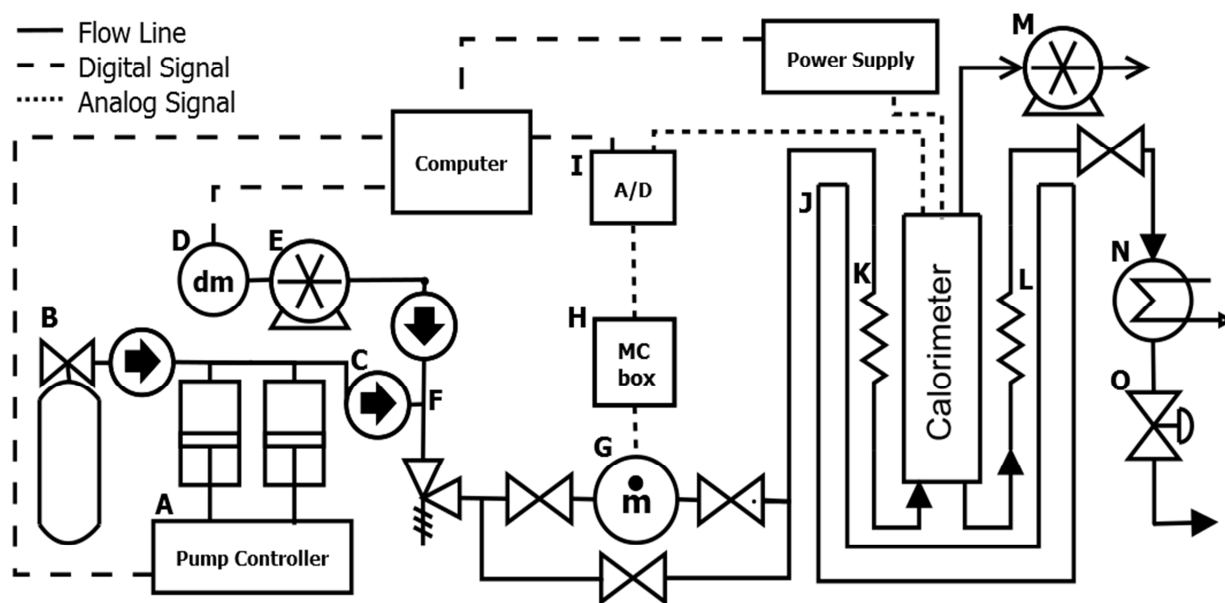 Flow Line
Digital Signal
Analog Signal
Power Supply
M
Computer
I
A/D
J
D
dm
E
K
Calorimeter
L
N
B
H
MC
box
C
F
O
G
ṁ
A
Pump Controller